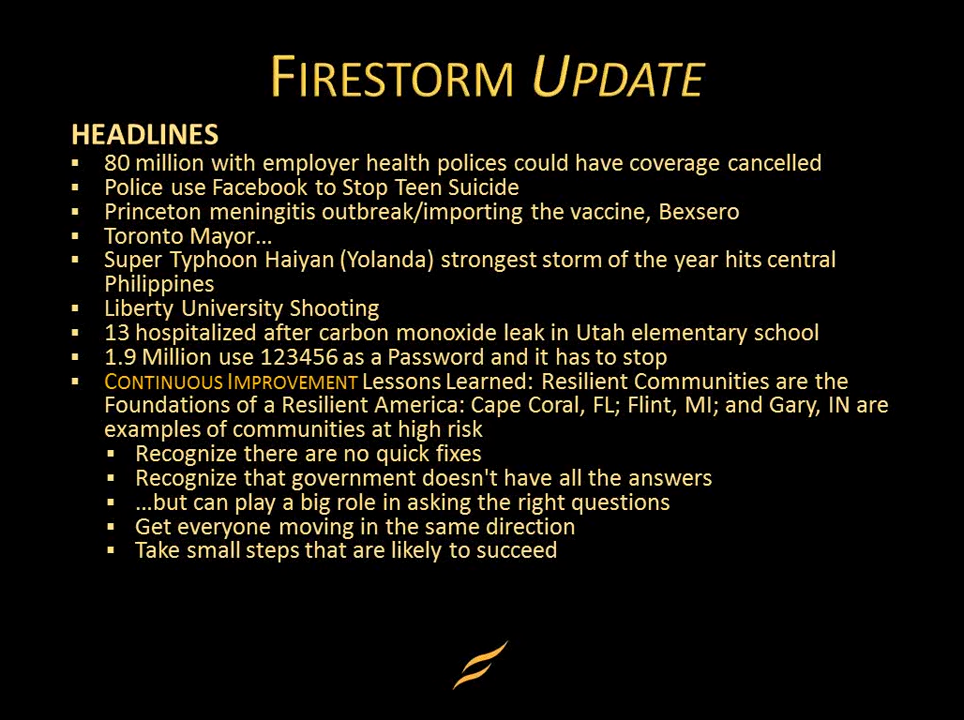 FIRESTORM UPDATE
HEADLINES
▪ 80 million with employer health polices could have coverage cancelled
▪ Police use Facebook to Stop Teen Suicide
▪ Princeton meningitis outbreak/importing the vaccine, Bexsero
▪ Toronto Mayor…
▪ Super Typhoon Haiyan (Yolanda) strongest storm of the year hits central
Philippines
▪ Liberty University Shooting
▪ 13 hospitalized after carbon monoxide leak in Utah elementary school
▪ 1.9 Million use 123456 as a Password and it has to stop
▪ CONTINUOUS IMPROVEMENT Lessons Learned: Resilient Communities are the
Foundations of a Resilient America: Cape Coral, FL; Flint, MI; and Gary, IN are
examples of communities at high risk
▪ Recognize there are no quick fixes
▪ Recognize that government doesn't have all the answers
▪ …but can play a big role in asking the right questions
▪ Get everyone moving in the same direction
▪ Take small steps that are likely to succeed